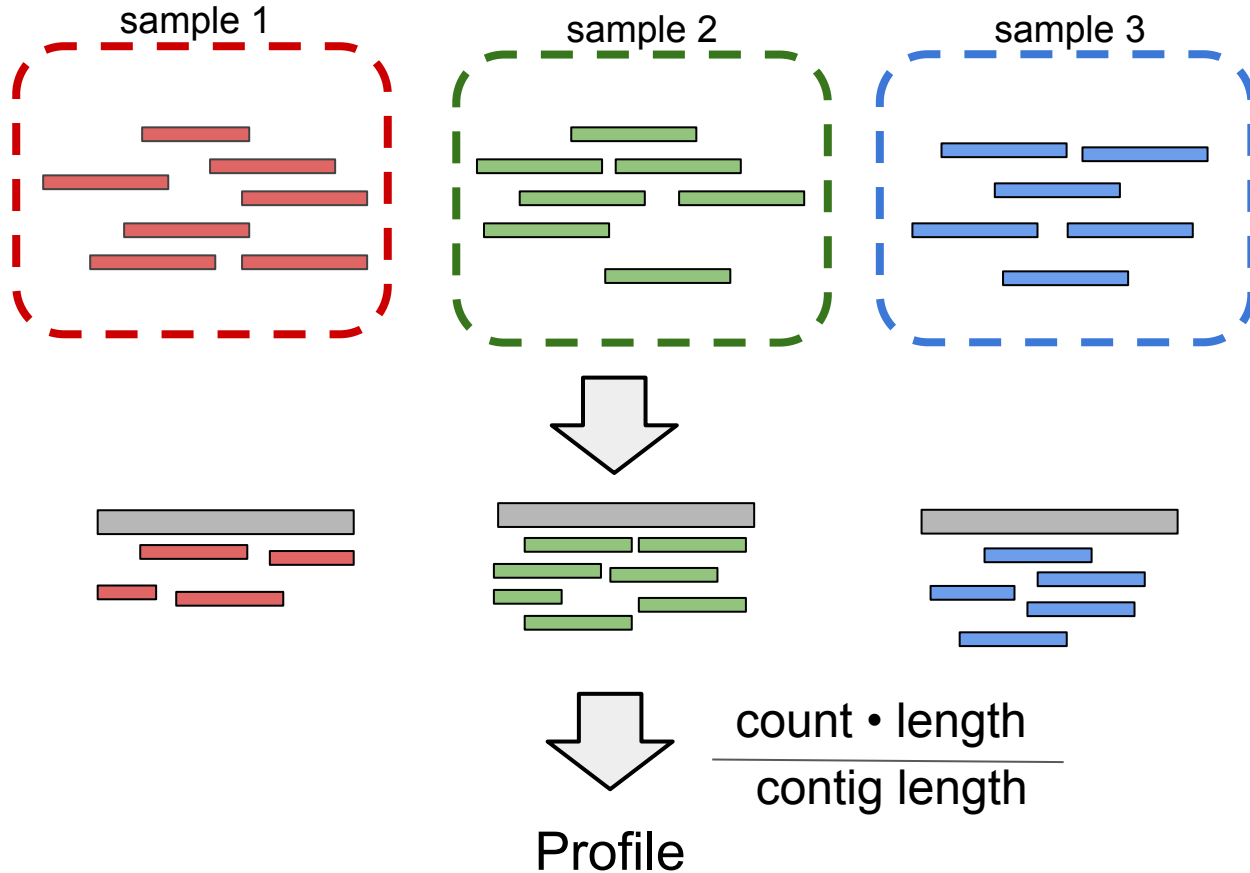 sample 1
sample 2
sample 3
count • length
contig length
Profile